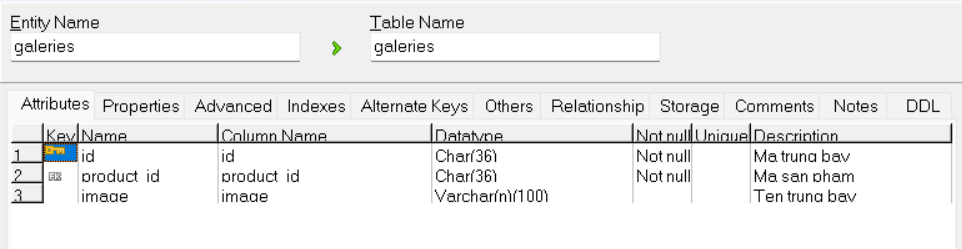 Entity Name Table Name
galeries galeries
Attributes Properties Advanced Indexes Alternate Keys Others Relationship Storage Comments Notes DDL
Key Name Column Name Datatype Not null Unique Description
1 id id Char(36) Not null Ma trung bay
2 FK product_id product_id Char(36) Not null Ma san pham
3 image image Varchar(n)(100) Ten trung bay